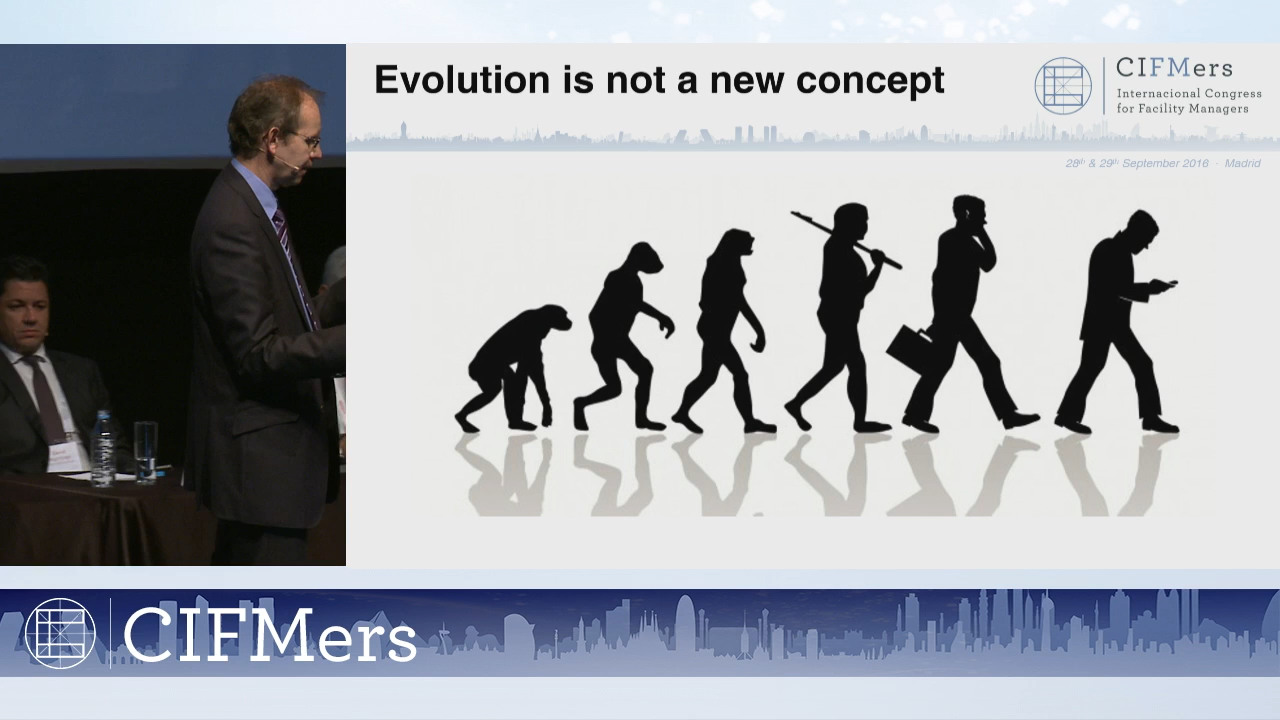 Evolution is not a new concept
CIFMers
Internacional Congress
for Facility Managers
28th & 29th September 2016 · Madrid
CIFMers